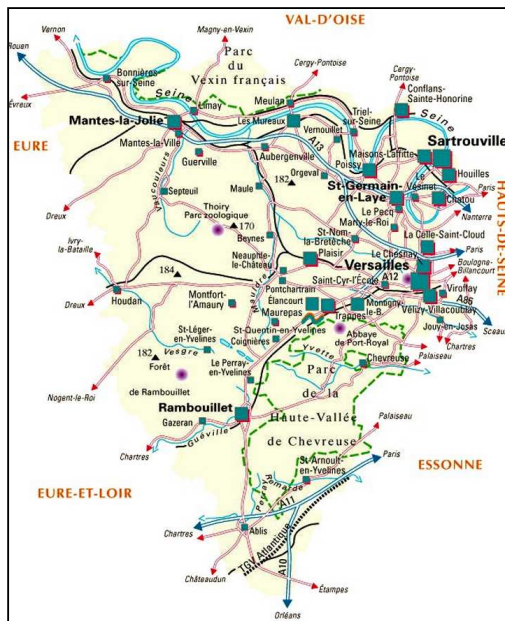 VAL-D'OISE
Vernon
Magny-en-Vexin
Rouen
Parc
du
Vexin français
Cergy-Pontoise
Cergy-
Pontoise
Bonnières
-sur-Seine
Évreux
Seine
Limay
Meulan
Conflans-
Sainte-Honorine
Mantes-la-Jolie
Les Mureaux
Triel-
sur-Seine
Seine
Vernouillet
Sartrouville
EURE
Mantes-la-Ville
A13
Maisons-Laffitte
Guerville
Aubergenville
Poissy
Houilles
Vaucouleurs
Orgeval
182
St-Germain-
en-Laye
Le
Vésinet
Paris
HAUTS-DE-SEINE
Septeuil
Maule
Chatou
Le Pecq
Nanterre
Dreux
Thoiry
Parc zoologique
170
Marly-le-Roi
St-Nom-
la-Bretèche
La Celle-Saint-Cloud
Ivry-
la-Bataille
Beynes
Le Chesnay
Paris
Neauphle-
le-Château
Plaisir
Versailles
Boulogne-
Billancourt
184
Mauldre
Saint-Cyr-l'École
A12
Viroflay
Pontchartrain
Dreux
Houdan
Montfort-
l'Amaury
Élancourt
Maurepas
Montigny-
le-B.
A86
Vélizy-Villacoublay
Trappes
Jouy-en-Josas
Sceaux
St-Léger-
en-Yvelines
St-Quentin-en-Yvelines
Coignières
Abbaye
de Port-Royal
Chartres
182
Vesgre
Yvette
Palaiseau
Forêt
Le Perray-
en-Yvelines
Parc
Chevreuse
de Rambouillet
de la
Nogent-le-Roi
Rambouillet
Haute-Vallée
Palaiseau
Gazeran
de Chevreuse
Guéville
Chartres
St-Arnoult-
en-Yvelines
Paris
ESSONNE
EURE-ET-LOIR
Remarde
Perray
A11
Chartres
Ablis
TGV Atlantique
A10
Châteaudun
Étampes
Orléans